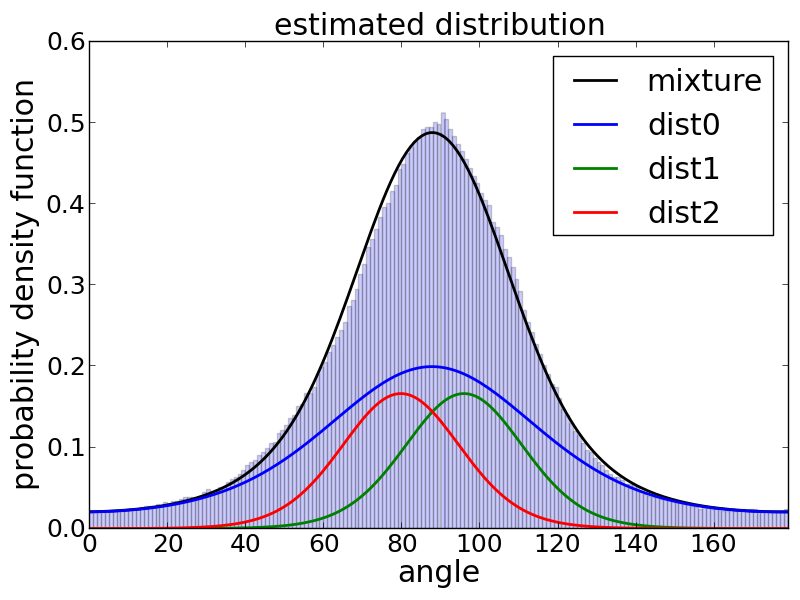 estimated distribution
probability density function
0.6
0.5
0.4
0.3
0.2
0.1
0.0
mixture
dist0
dist1
dist2
0 20 40 60 80 100 120 140 160
angle